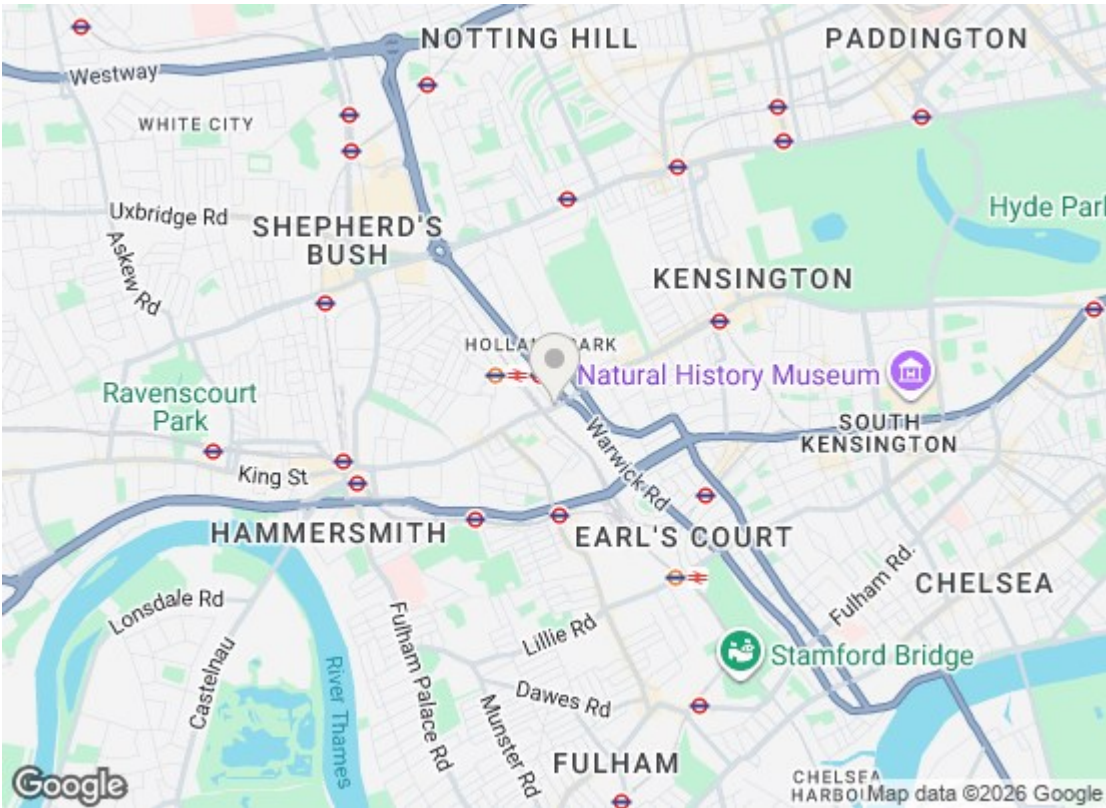 NOTTING HILL
PADDINGTON
Westway
WHITE CITY
Uxbridge Rd
Hyde Park
SHEPHERD'S
BUSH
Askew Rd
KENSINGTON
HOLLAND PARK
Natural History Museum
Ravenscourt
Park
SOUTH
KENSINGTON
Warwick Rd
King St
HAMMERSMITH
EARL'S COURT
CHELSEA
Fulham Rd.
Lonsdale Rd
Castelnau
River Thames
Fulham Palace Rd
Lillie Rd
Stamford Bridge
Dawes Rd
Munster Rd
FULHAM
CHELSEA
Google
Map data ©2026 Google